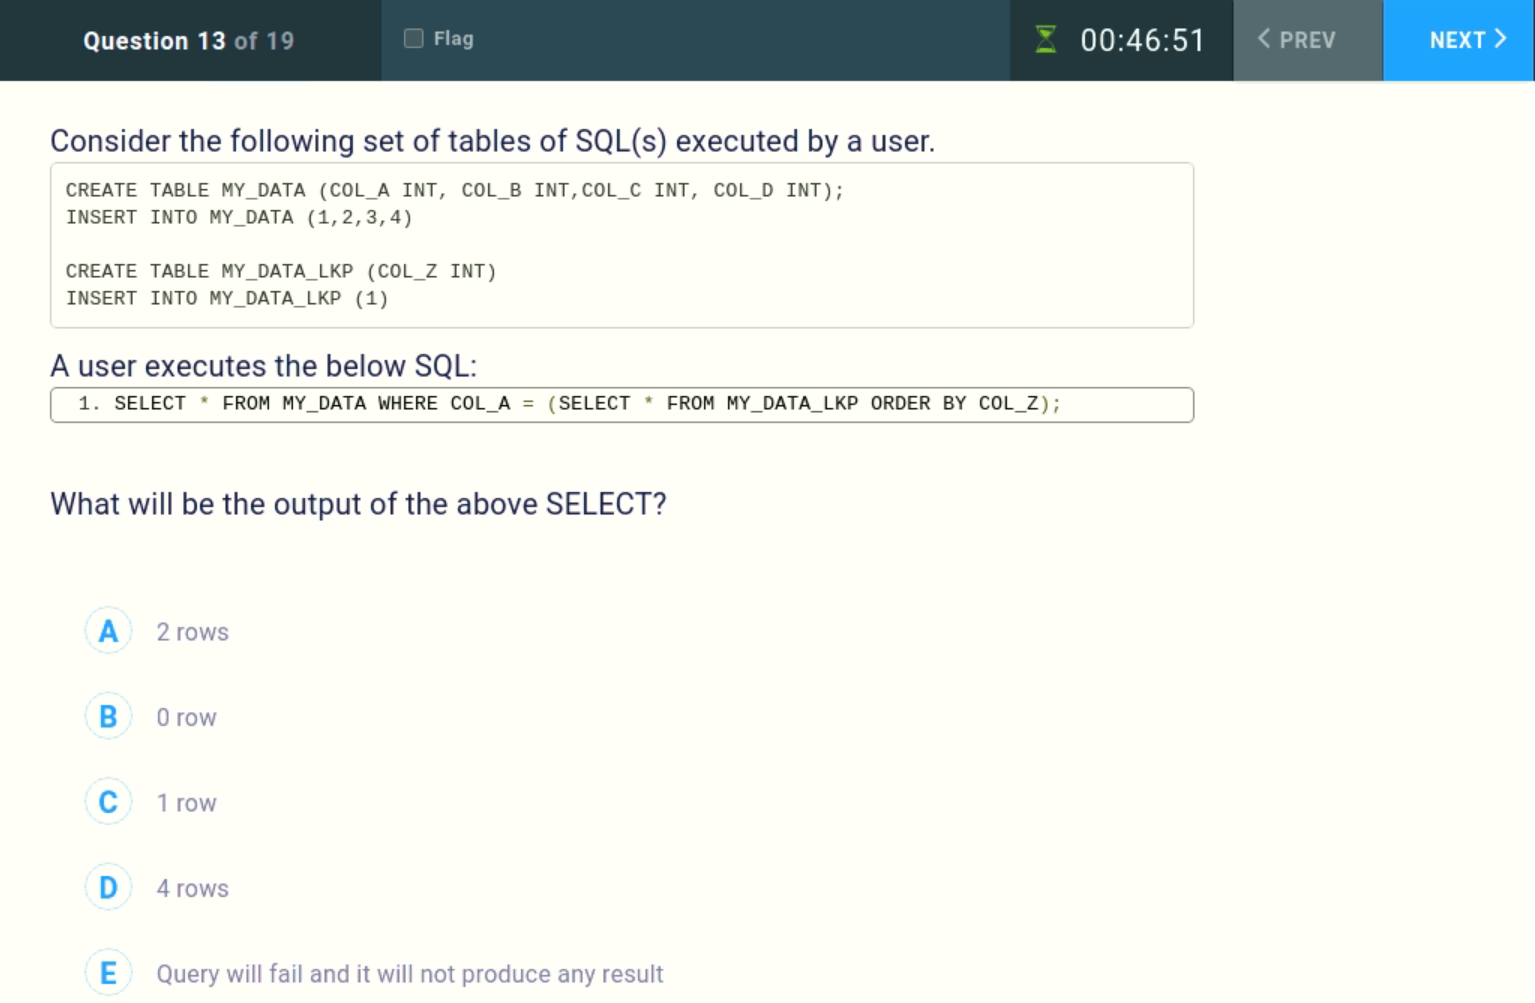 Question 13 of 19
Flag
00:46:51
PREV
NEXT
Consider the following set of tables of SQL(s) executed by a user.
CREATE TABLE MY_DATA (COL_A INT, COL_B INT,COL_C INT, COL_D INT);
INSERT INTO MY_DATA (1,2,3,4)
CREATE TABLE MY_DATA_LKP (COL_Z INT)
INSERT INTO MY_DATA_LKP (1)
A user executes the below SQL:
1. SELECT * FROM MY_DATA WHERE COL_A = (SELECT * FROM MY_DATA_LKP ORDER BY COL_Z);
What will be the output of the above SELECT?
A 2 rows
B 0 row
C 1 row
D 4 rows
E Query will fail and it will not produce any result